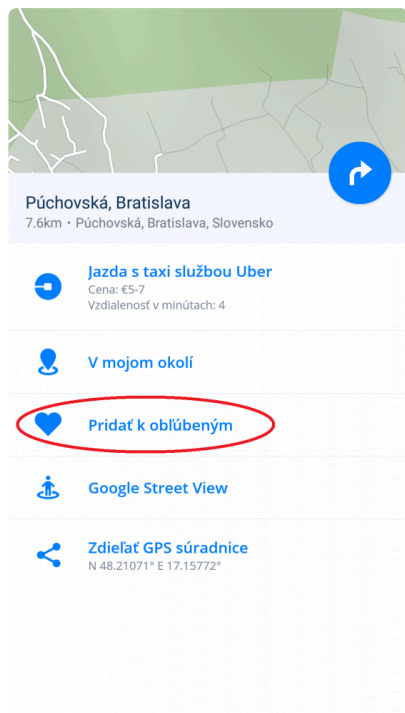 Púchovská, Bratislava
7.6km · Púchovská, Bratislava, Slovensko
Jazda s taxi službou Uber
Cena: €5-7
Vzdialenosť v minútach: 4
V mojom okolí
Pridať k obľúbeným
Google Street View
Zdieľať GPS súradnice
N 48.21071° E 17.15772°